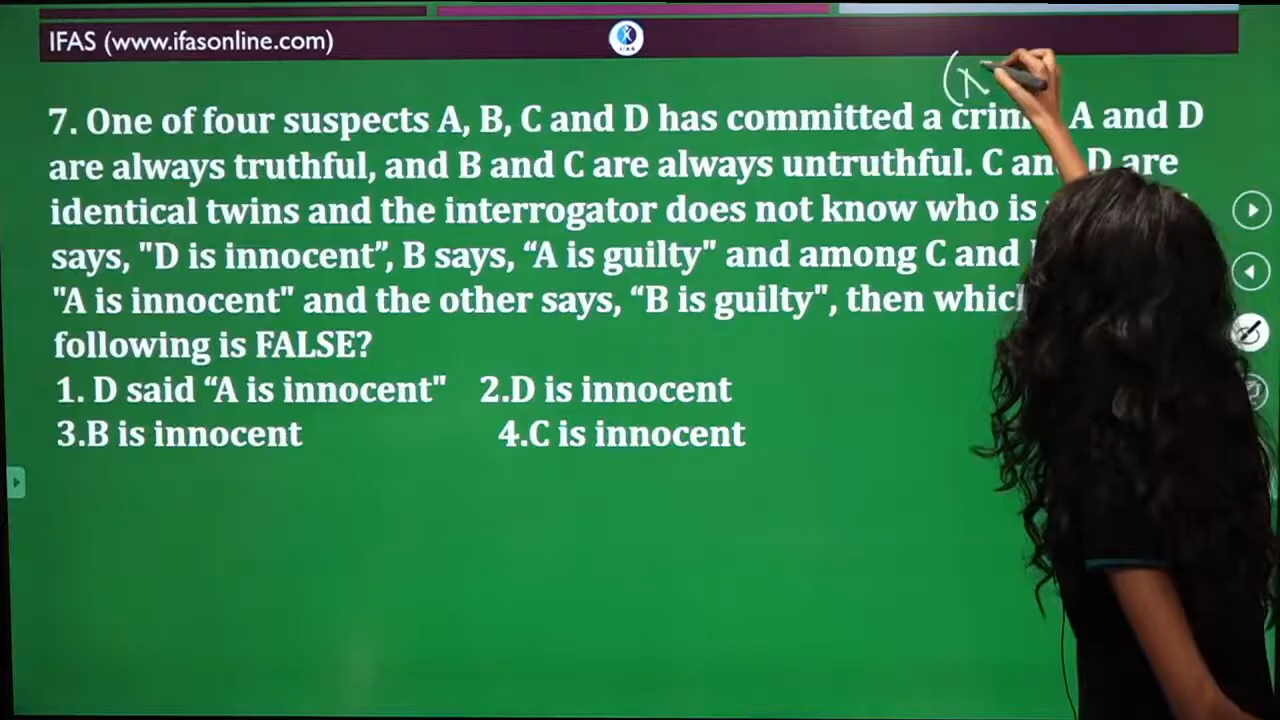 IFAS (www.ifasonline.com)
(x
7. One of four suspects A, B, C and D has committed a A and D
are always truthful, and B and C are always untruthful. C D are
identical twins and the interrogator does not know who is
says, "D is innocent”, B says, “A is guilty" and among C and
"A is innocent" and the other says, “B is guilty", then
following is FALSE?
1. D said “A is innocent" 2.D is innocent
3.B is innocent 4.C is innocent